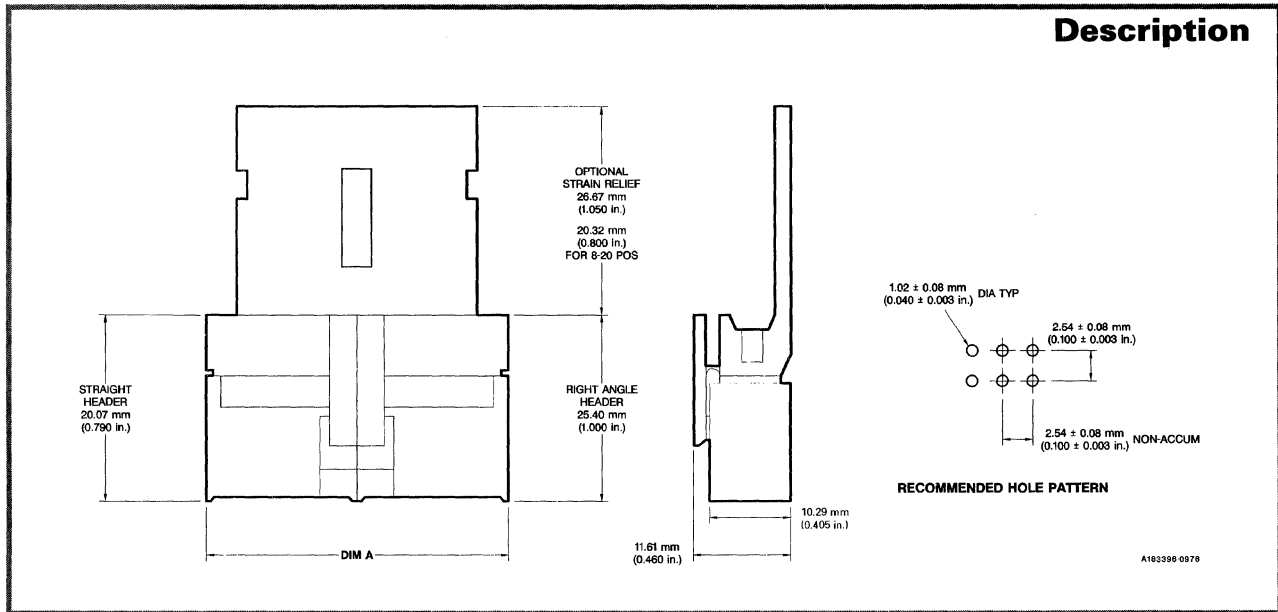 Description
OPTIONAL
STRAIN RELIEF
26.67 mm
(1.050 in.)
20.32 mm
(0.800 in.)
FOR 8-20 POS
STRAIGHT
HEADER
20.07 mm
(0.790 in.)
RIGHT ANGLE
HEADER
25.40 mm
(1.000 in.)
DIM A
10.29 mm
(0.405 in.)
11.61 mm
(0.460 in.)
1.02 ± 0.08 mm
(0.040 ± 0.003 in.) DIA TYP
2.54 ± 0.08 mm
(0.100 ± 0.003 in.)
2.54 ± 0.08 mm
(0.100 ± 0.003 in.) NON-ACCUM
RECOMMENDED HOLE PATTERN
A183396-0976